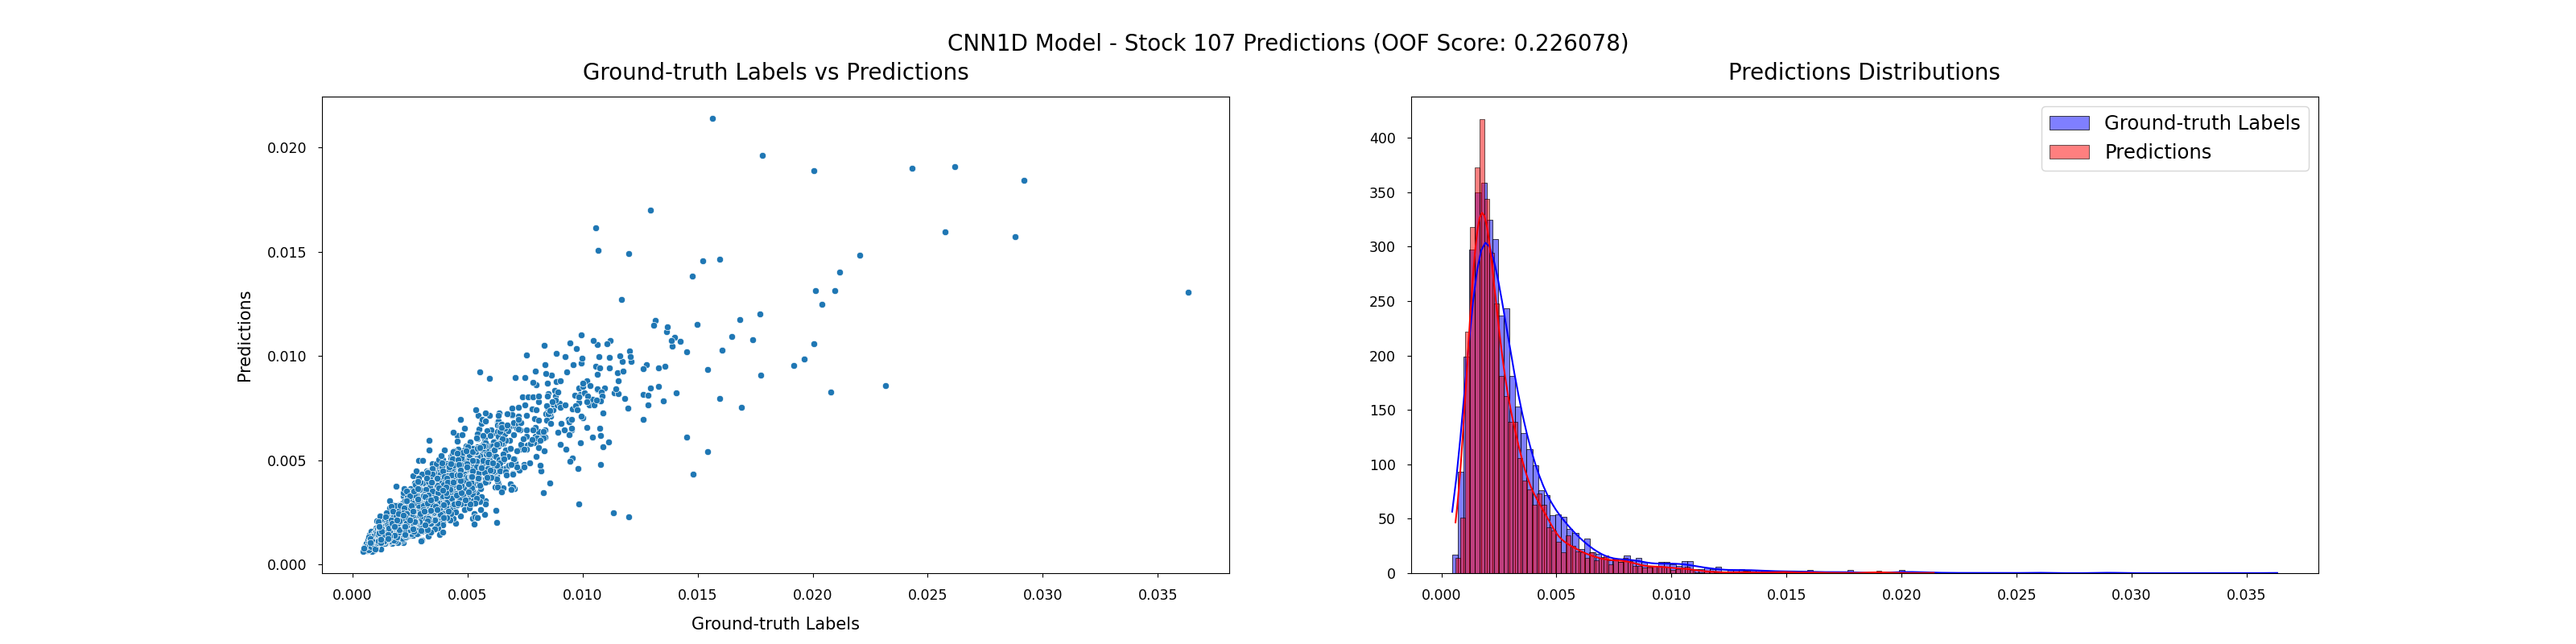 CNN1D Model - Stock 107 Predictions (OOF Score: 0.226078)
Ground-truth Labels vs Predictions
0.020
0.015
0.010
0.005
0.000
Predictions
0.000 0.005 0.010 0.015 0.020 0.025 0.030 0.035
Ground-truth Labels
Predictions Distributions
Ground-truth Labels
Predictions
400
350
300
250
200
150
100
50
0
0.000 0.005 0.010 0.015 0.020 0.025 0.030 0.035